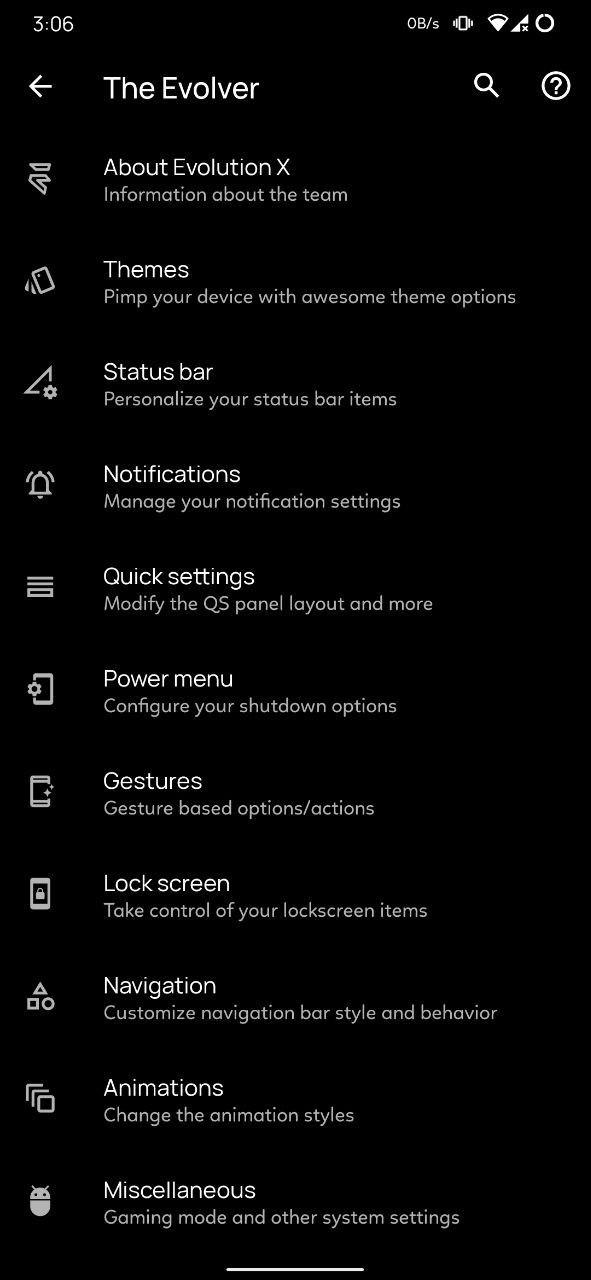 3:06
0B/s
The Evolver
About Evolution X
Information about the team
Themes
Pimp your device with awesome theme options
Status bar
Personalize your status bar items
Notifications
Manage your notification settings
Quick settings
Modify the QS panel layout and more
Power menu
Configure your shutdown options
Gestures
Gesture based options/actions
Lock screen
Take control of your lockscreen items
Navigation
Customize navigation bar style and behavior
Animations
Change the animation styles
Miscellaneous
Gaming mode and other system settings